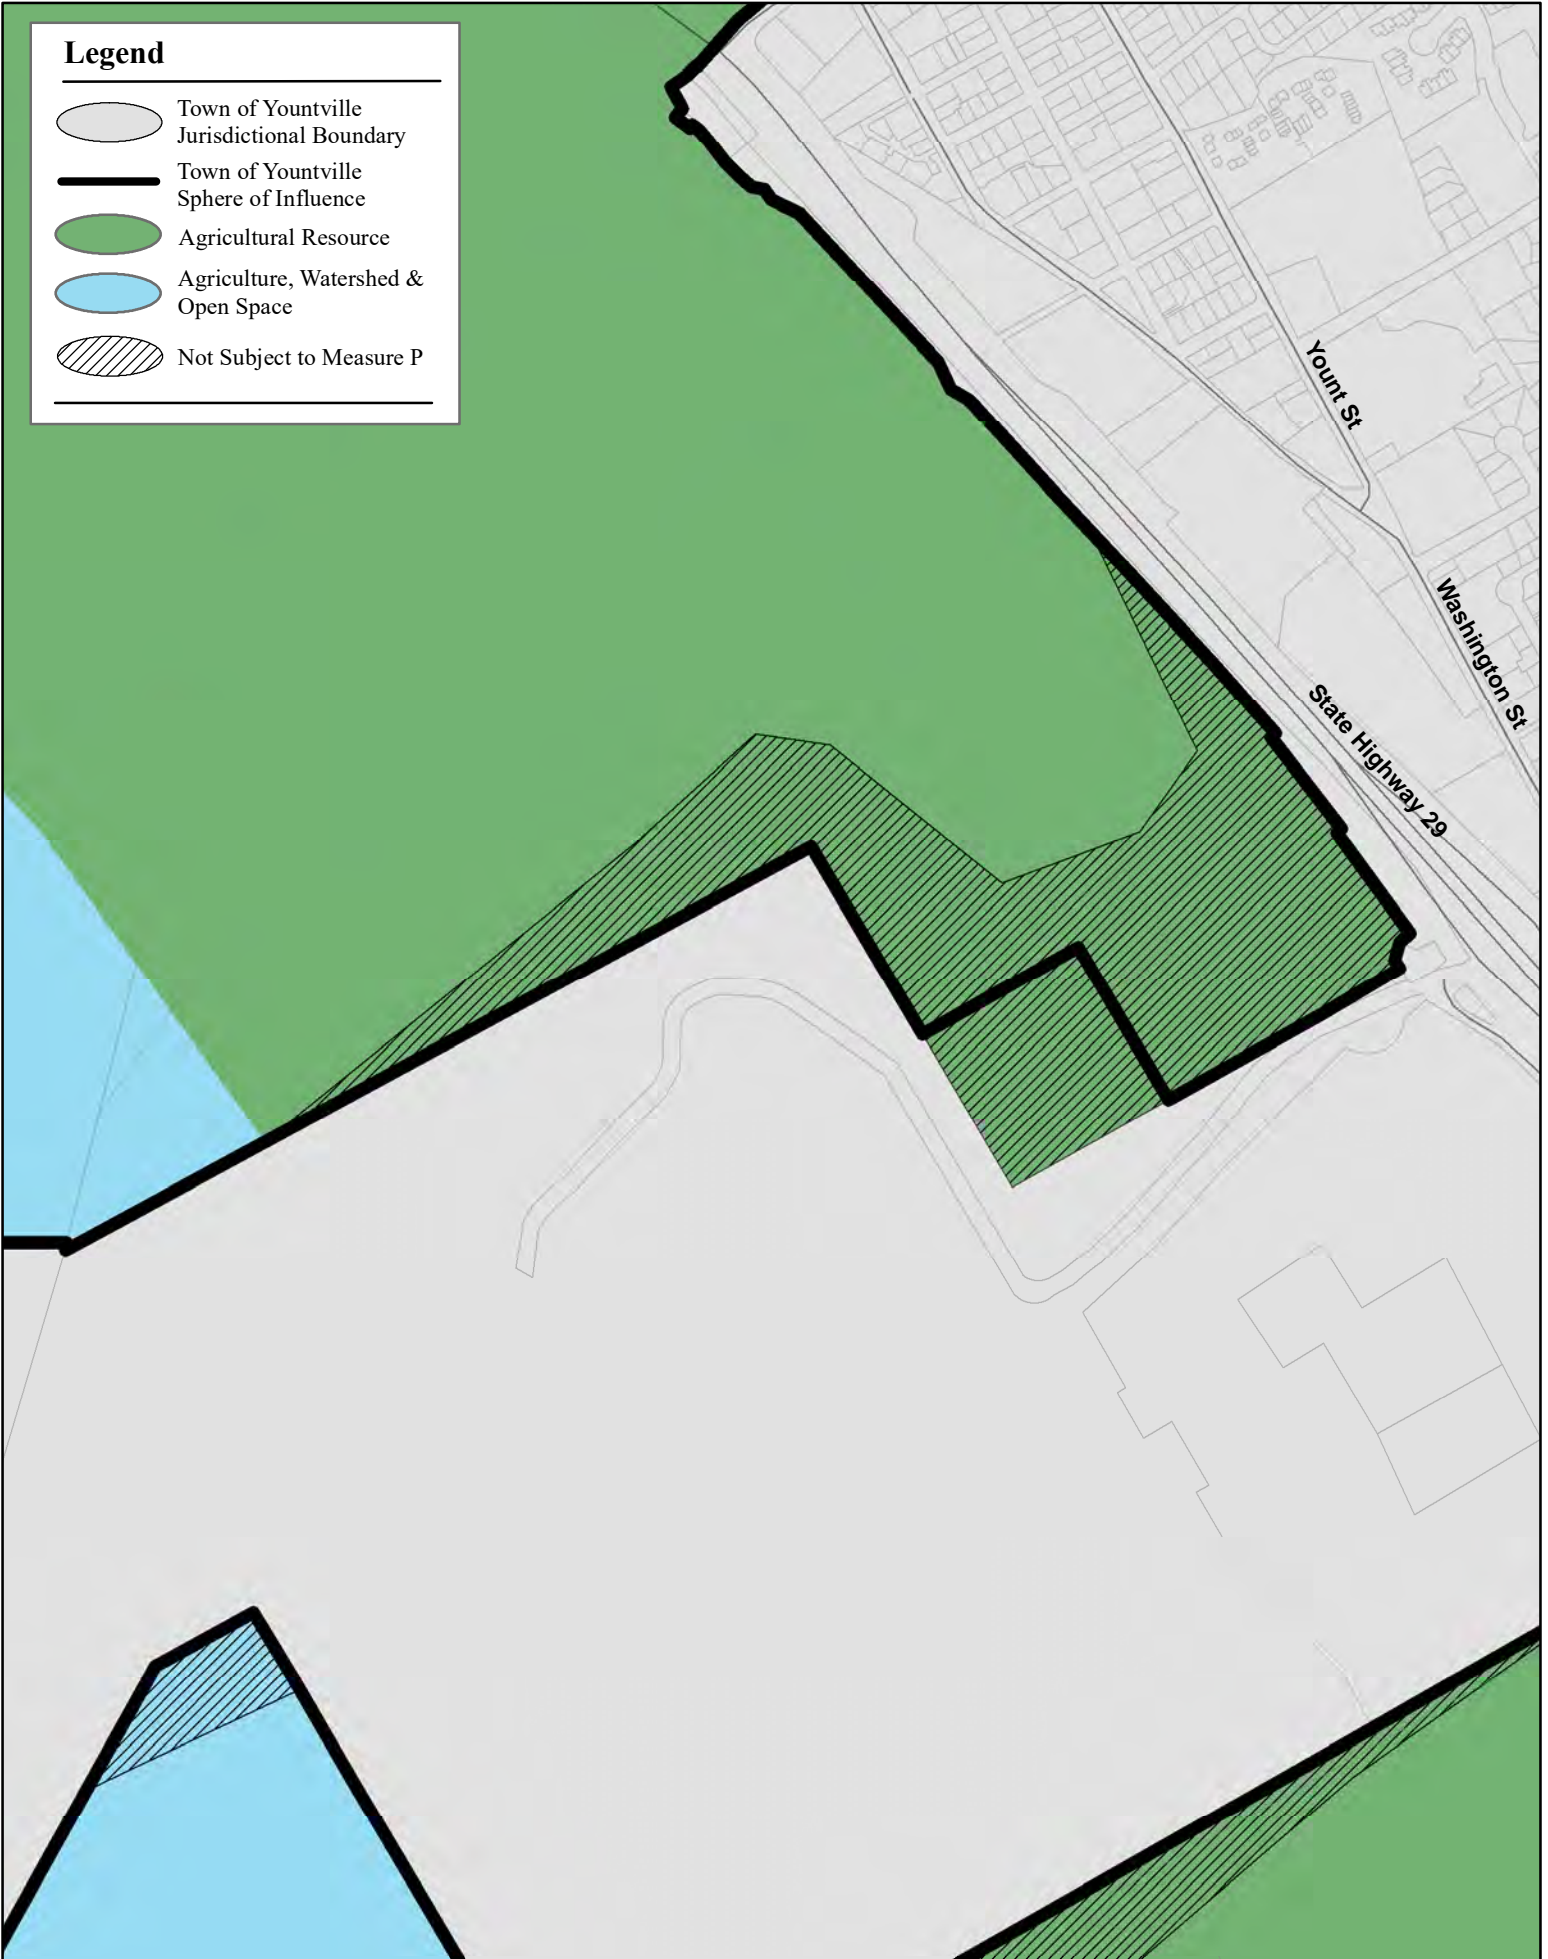 Legend
Town of Yountville
Jurisdictional Boundary
Town of Yountville
Sphere of Influence
Agricultural Resource
Agriculture, Watershed &
Open Space
Not Subject to Measure P
Yount St
Washington St
State Highway 29